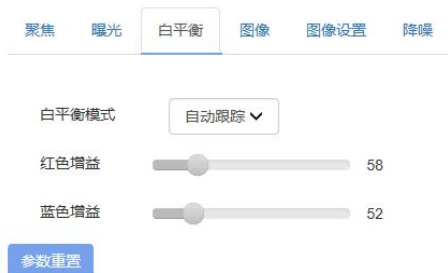 聚焦 曝光 白平衡 图像 图像设置 降噪
白平衡模式 自动跟踪
红色增益 58
蓝色增益 52
参数重置